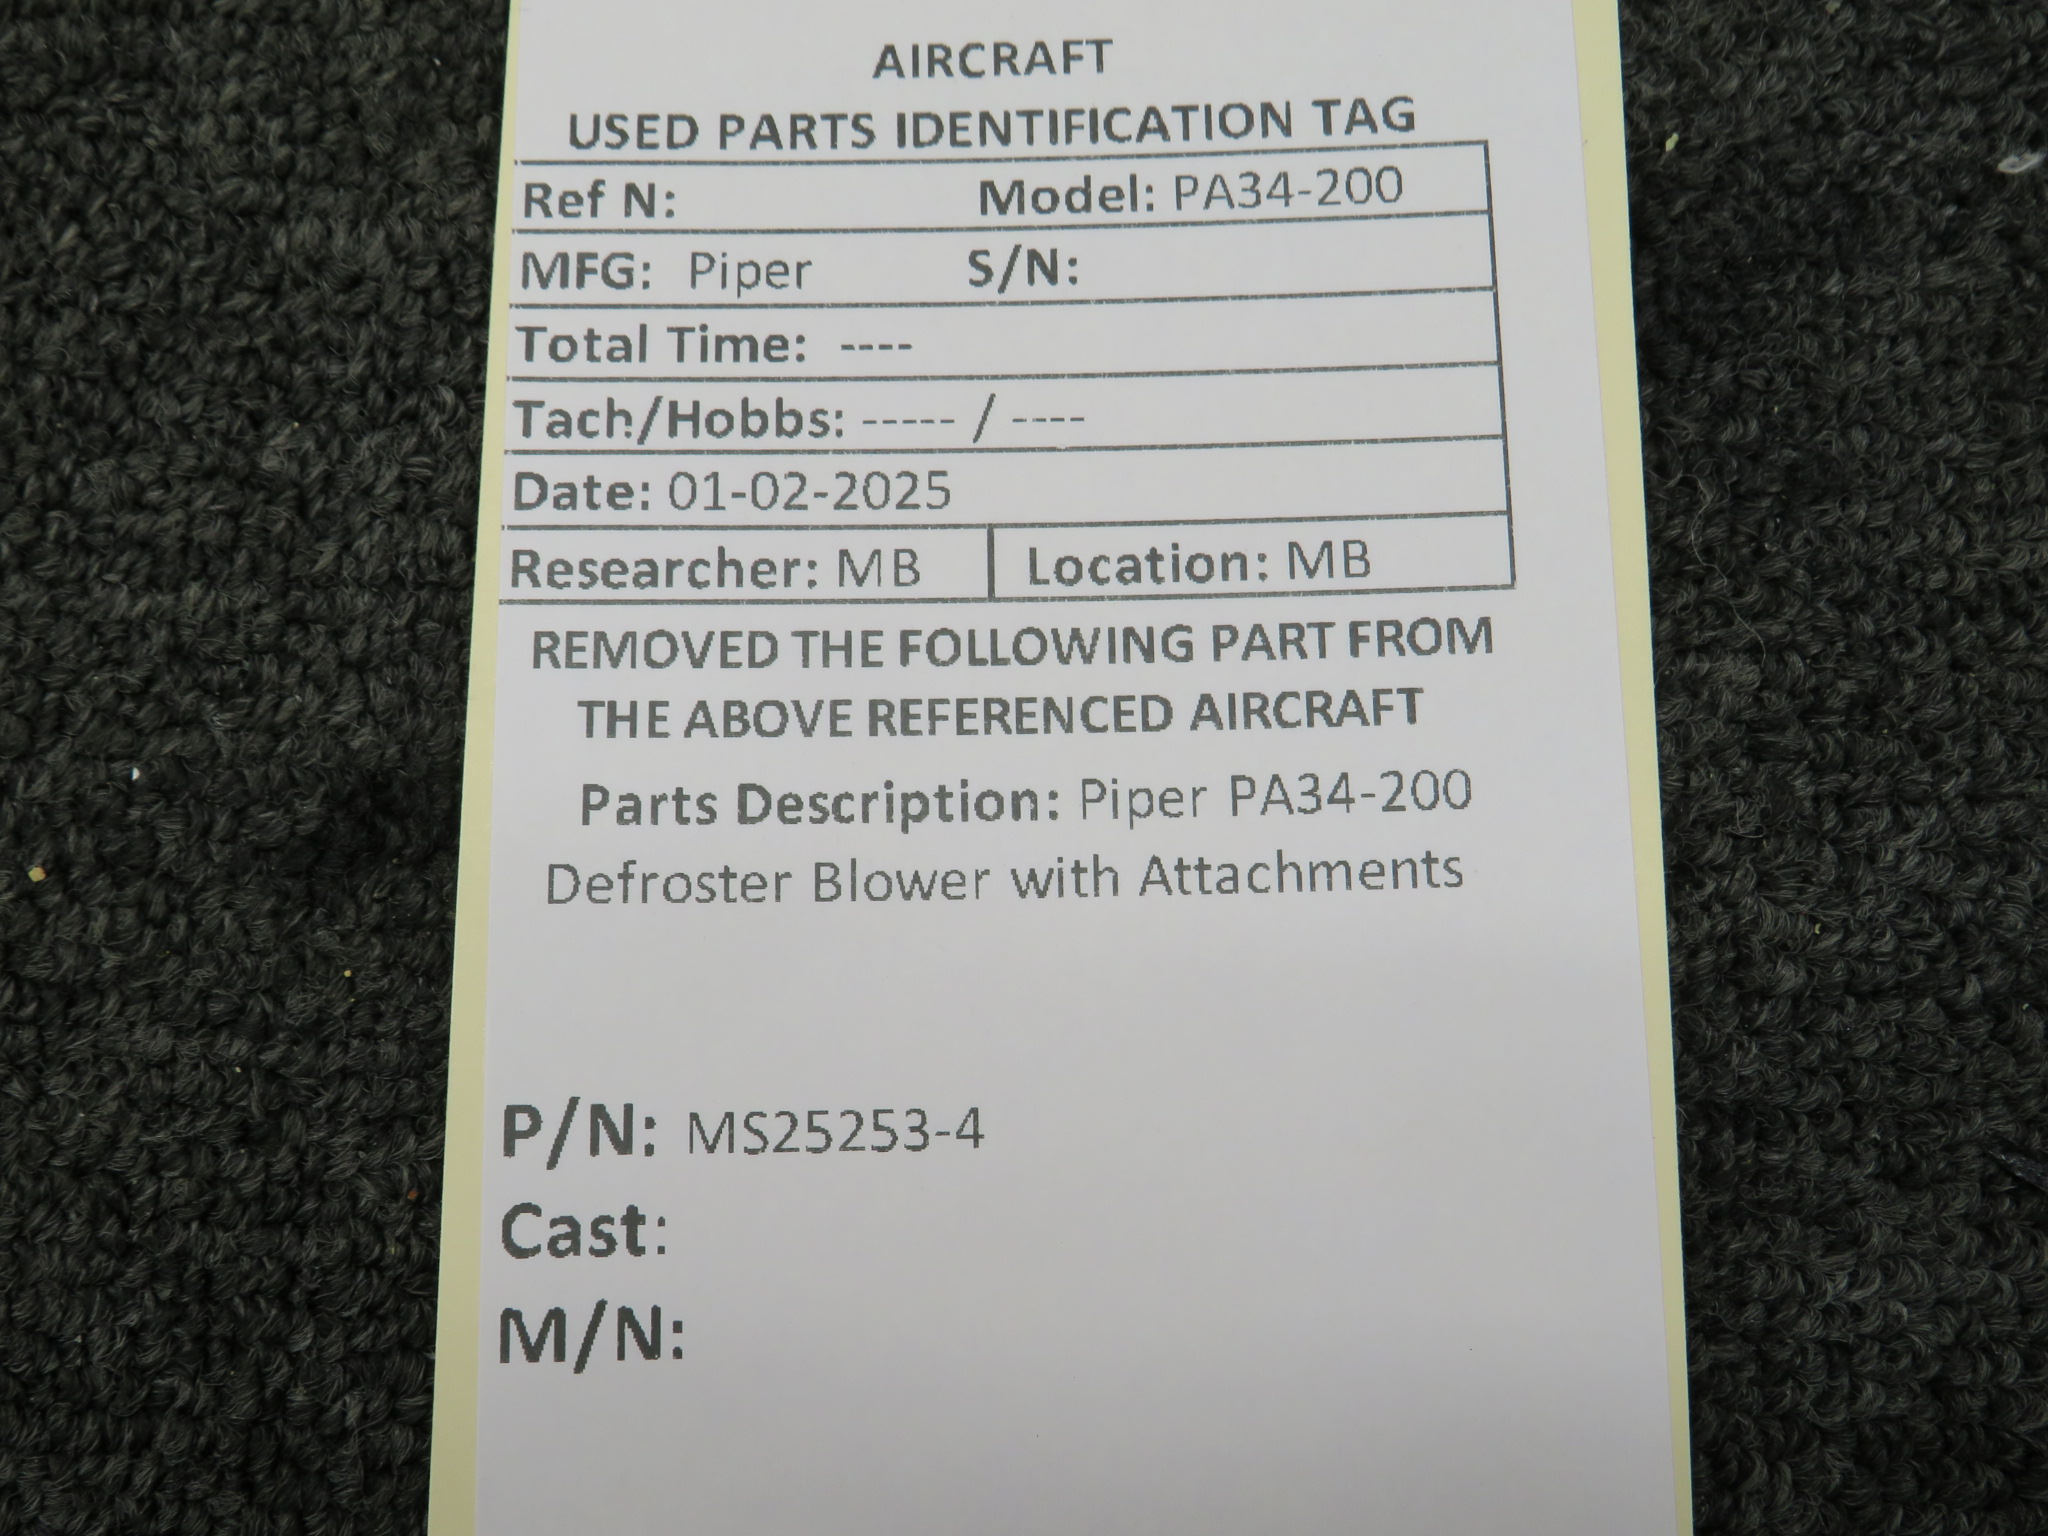 AIRCRAFT
USED PARTS IDENTIFICATION TAG
Ref N: Model: PA34-200
MFG: Piper S/N:
Total Time: ----
Tach/Hobbs: ----- / ----
Date: 01-02-2025
Researcher: MB Location: MB
REMOVED THE FOLLOWING PART FROM
THE ABOVE REFERENCED AIRCRAFT
Parts Description: Piper PA34-200
Defroster Blower with Attachments
P/N: MS25253-4
Cast:
M/N: